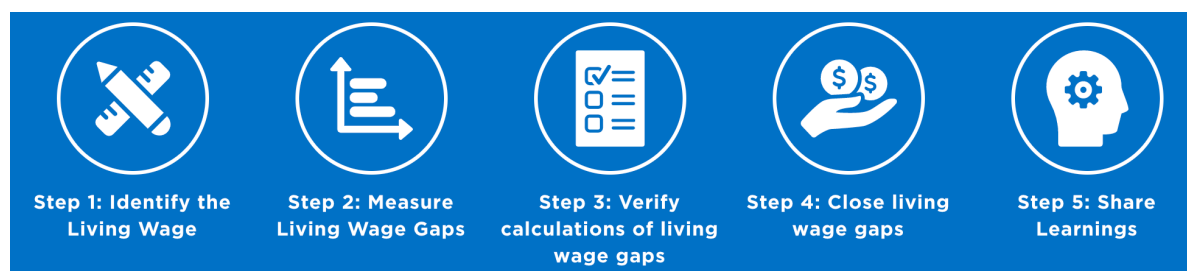 $ $
Step 1: Identify the
Living Wage
Step 2: Measure
Living Wage Gaps
Step 3: Verify
calculations of living
wage gaps
Step 4: Close living
wage gaps
Step 5: Share
Learnings